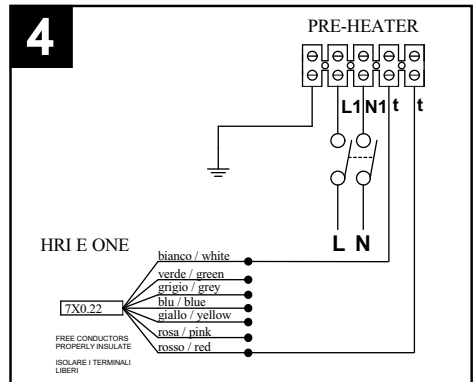 4
PRE-HEATER
L1 N1 t t
L N
HRI E ONE
bianco / white
verde / green
grigio / grey
blu / blue
giallo / yellow
rosa / pink
rosso / red
7X0.22
FREE CONDUCTORS
PROPERLY INSULATE
ISOLARE I TERMINALI
LIBERI